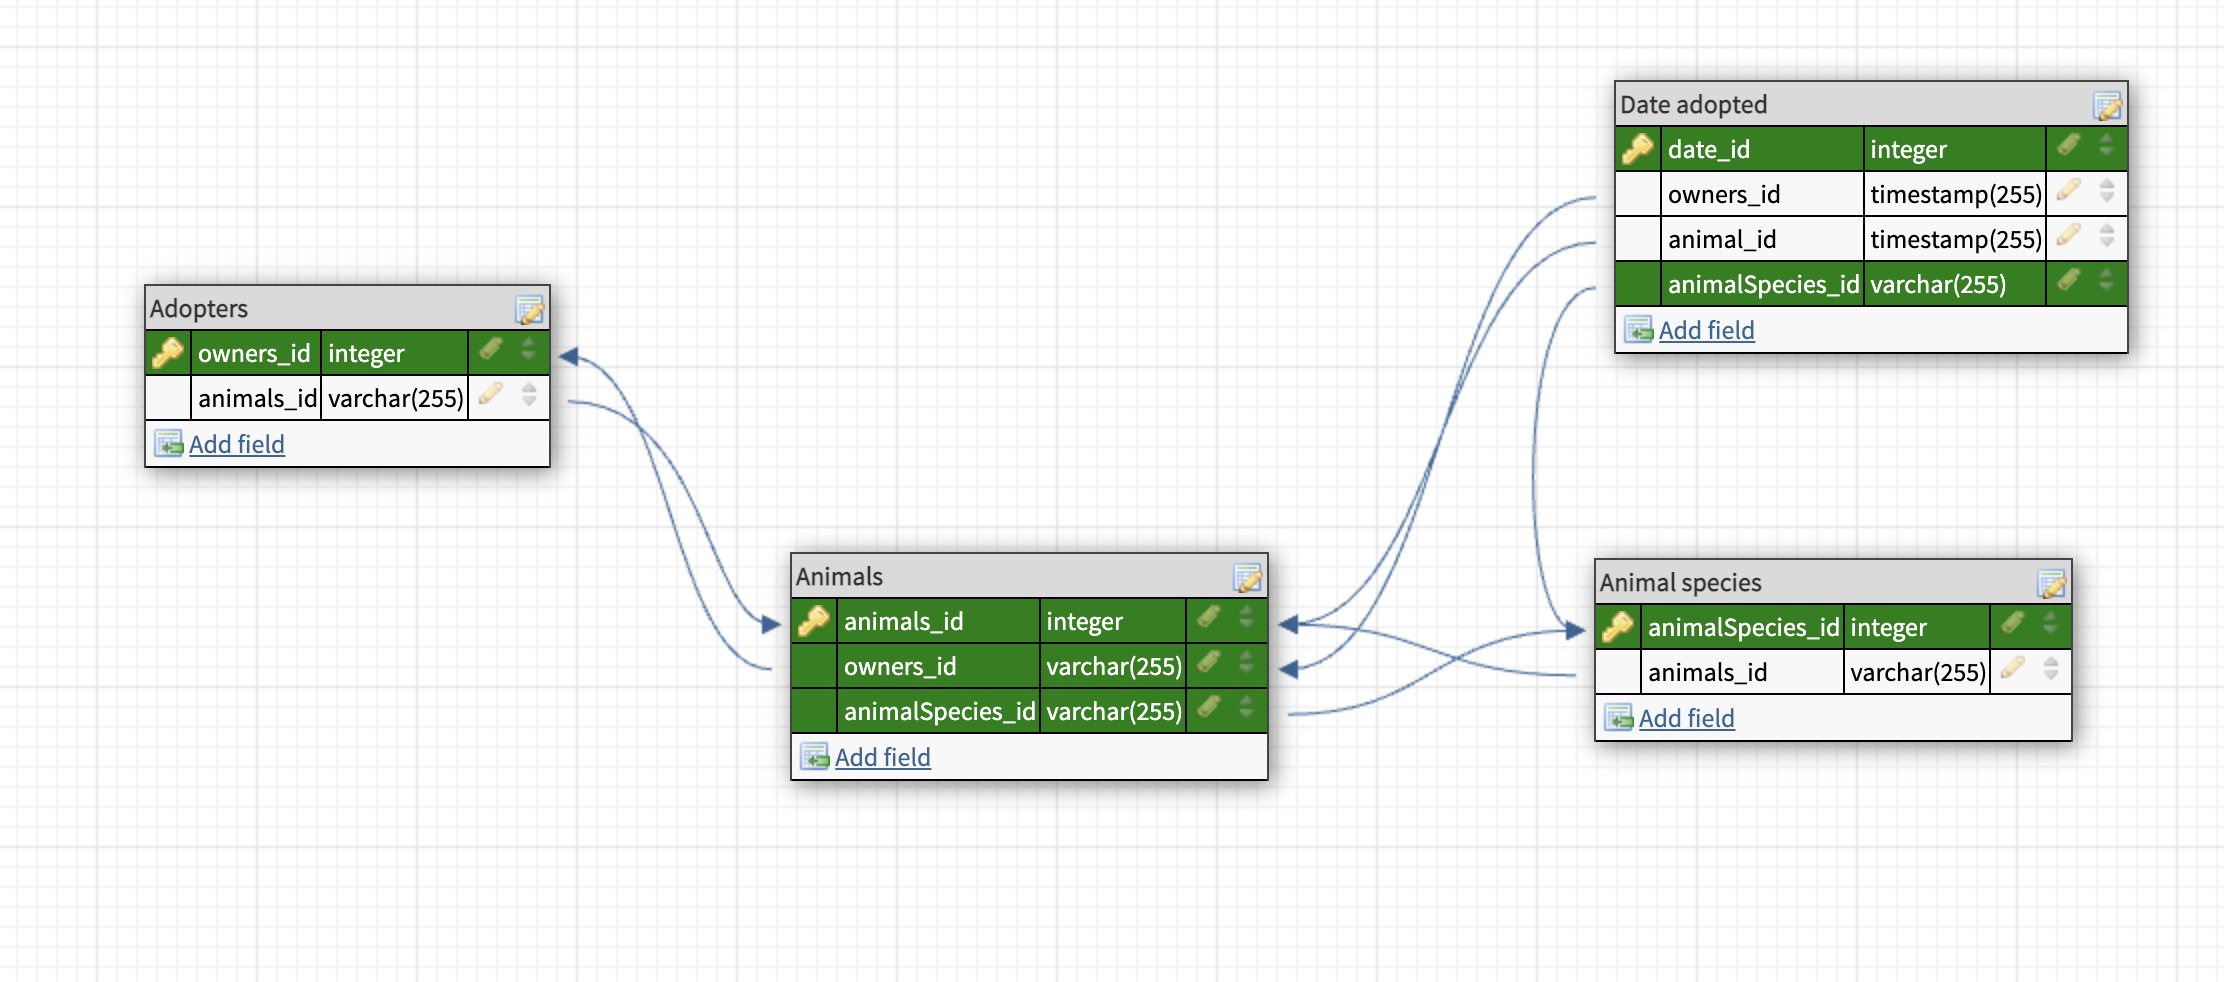 Date adopted
date_id integer
owners_id timestamp(255)
animal_id timestamp(255)
animalSpecies_id varchar(255)
Add field
Adopters
owners_id integer
animals_id varchar(255)
Add field
Animals
animals_id integer
owners_id varchar(255)
animalSpecies_id varchar(255)
Add field
Animal species
animalSpecies_id integer
animals_id varchar(255)
Add field